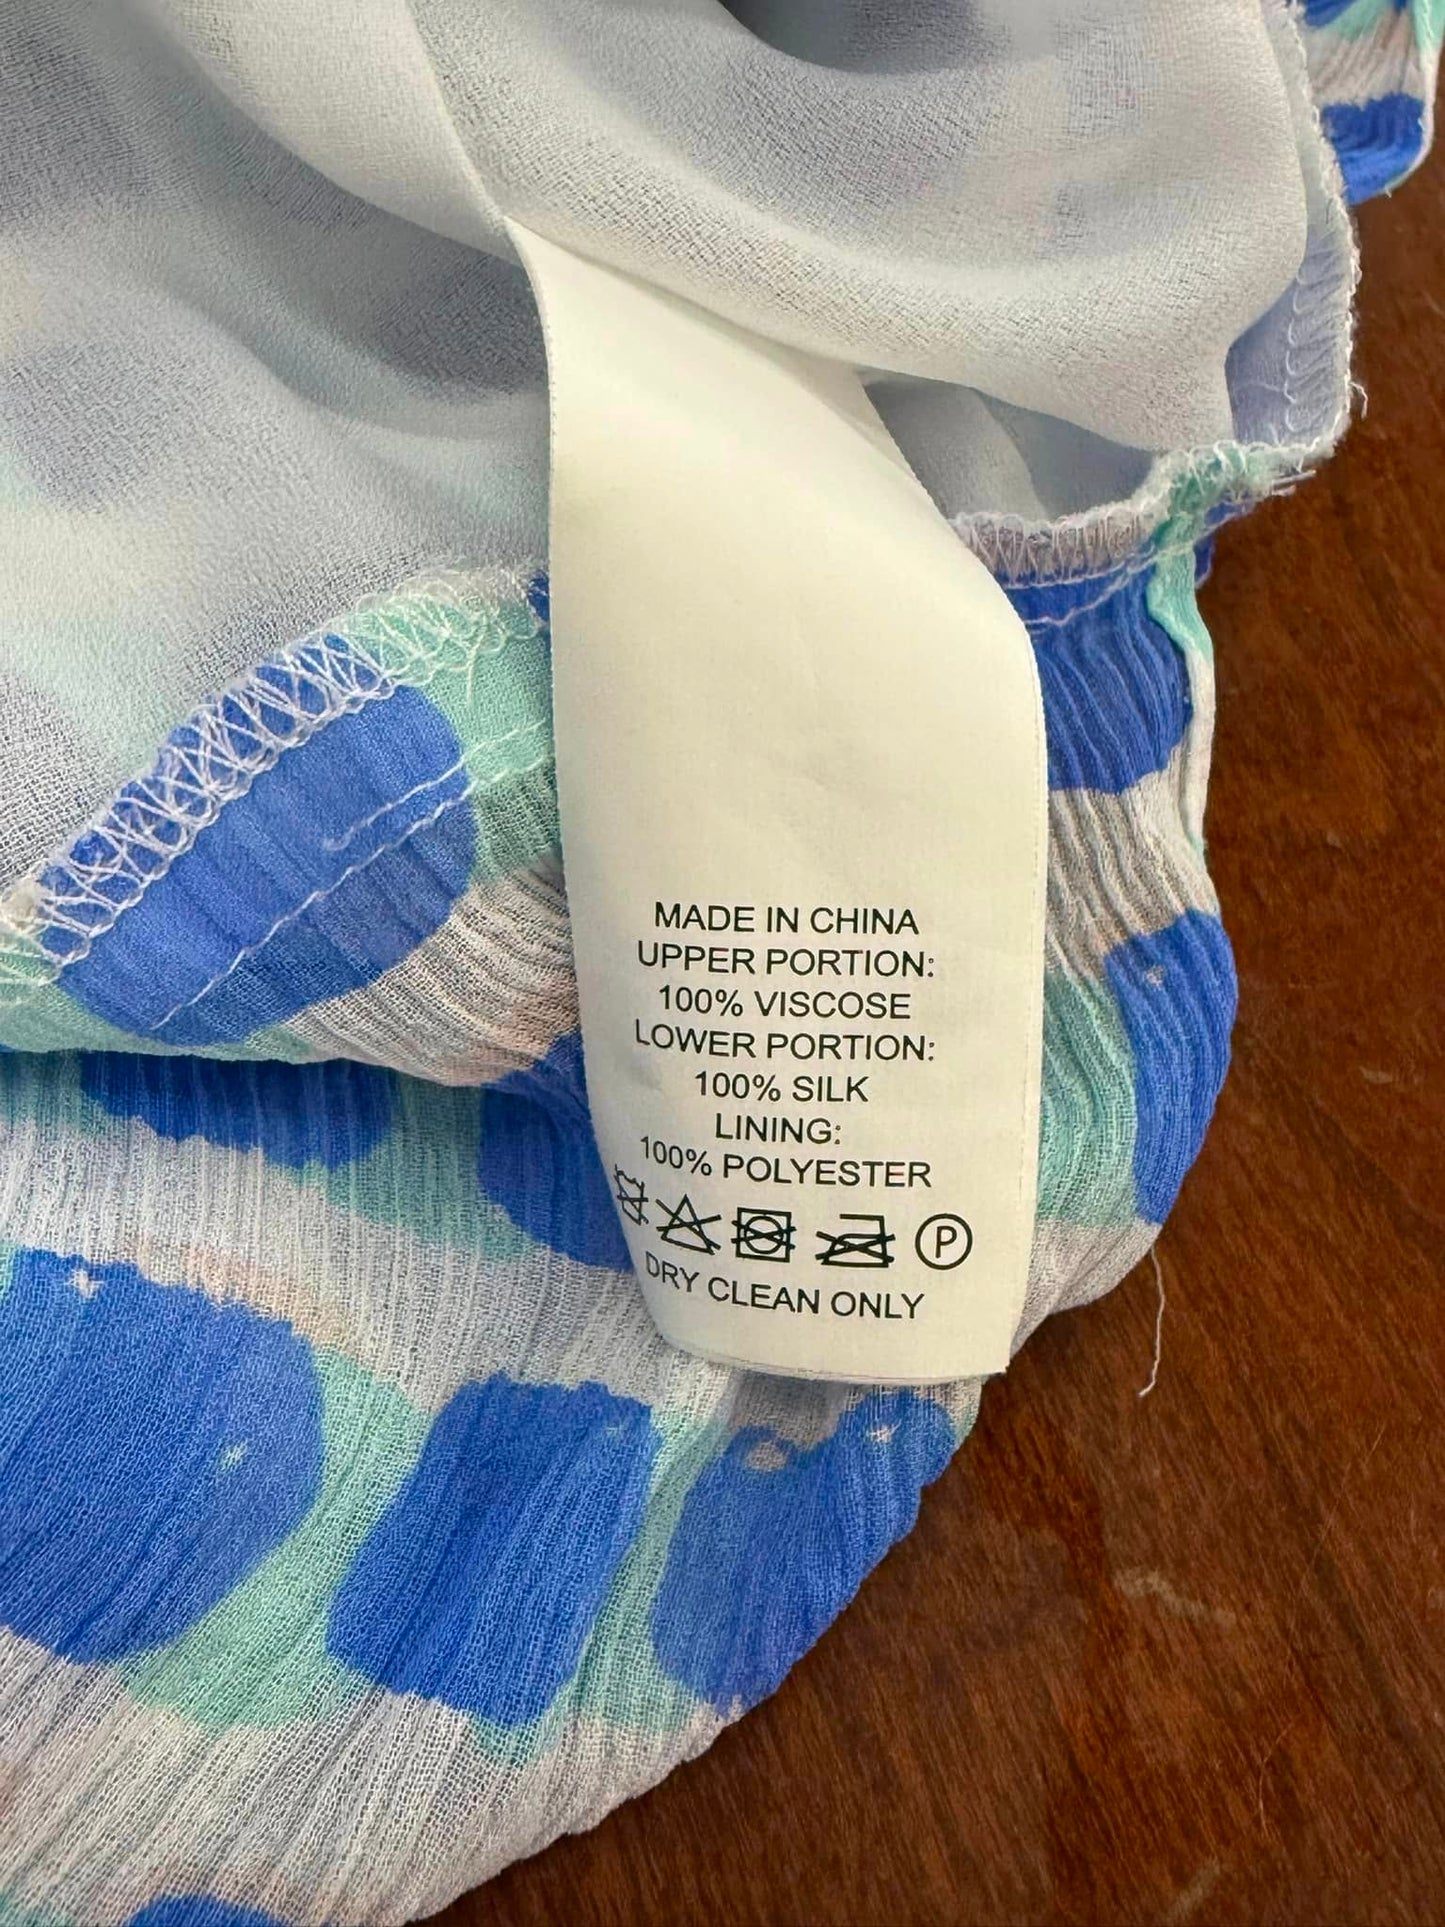 MADE IN CHINA
UPPER PORTION:
100% VISCOSE
LOWER PORTION:
100% SILK
LINING:
100% POLYESTER
P
DRY CLEAN ONLY